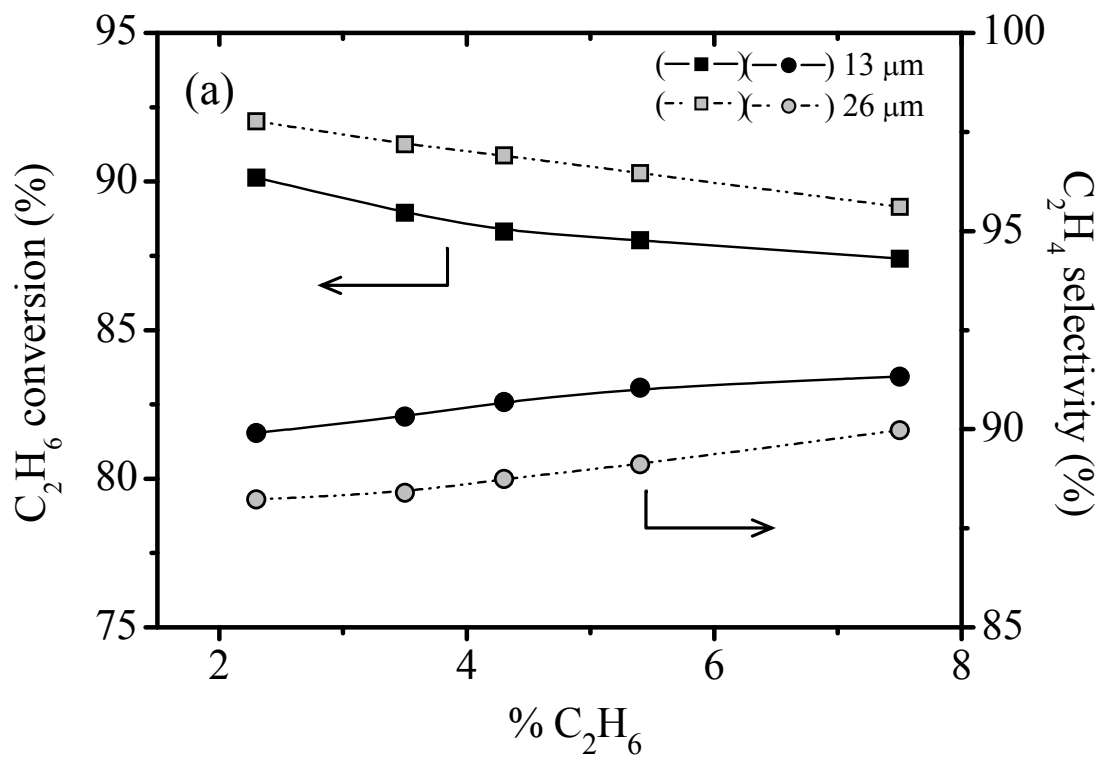 95
100
(a)
(—■—)(—●—) 13 μm
(- ■ -)(- ● -) 26 μm
90
95
85
90
80
75
85
2
4
6
8
C₂H₆ conversion (%)
C₂H₄ selectivity (%)
% C₂H₆